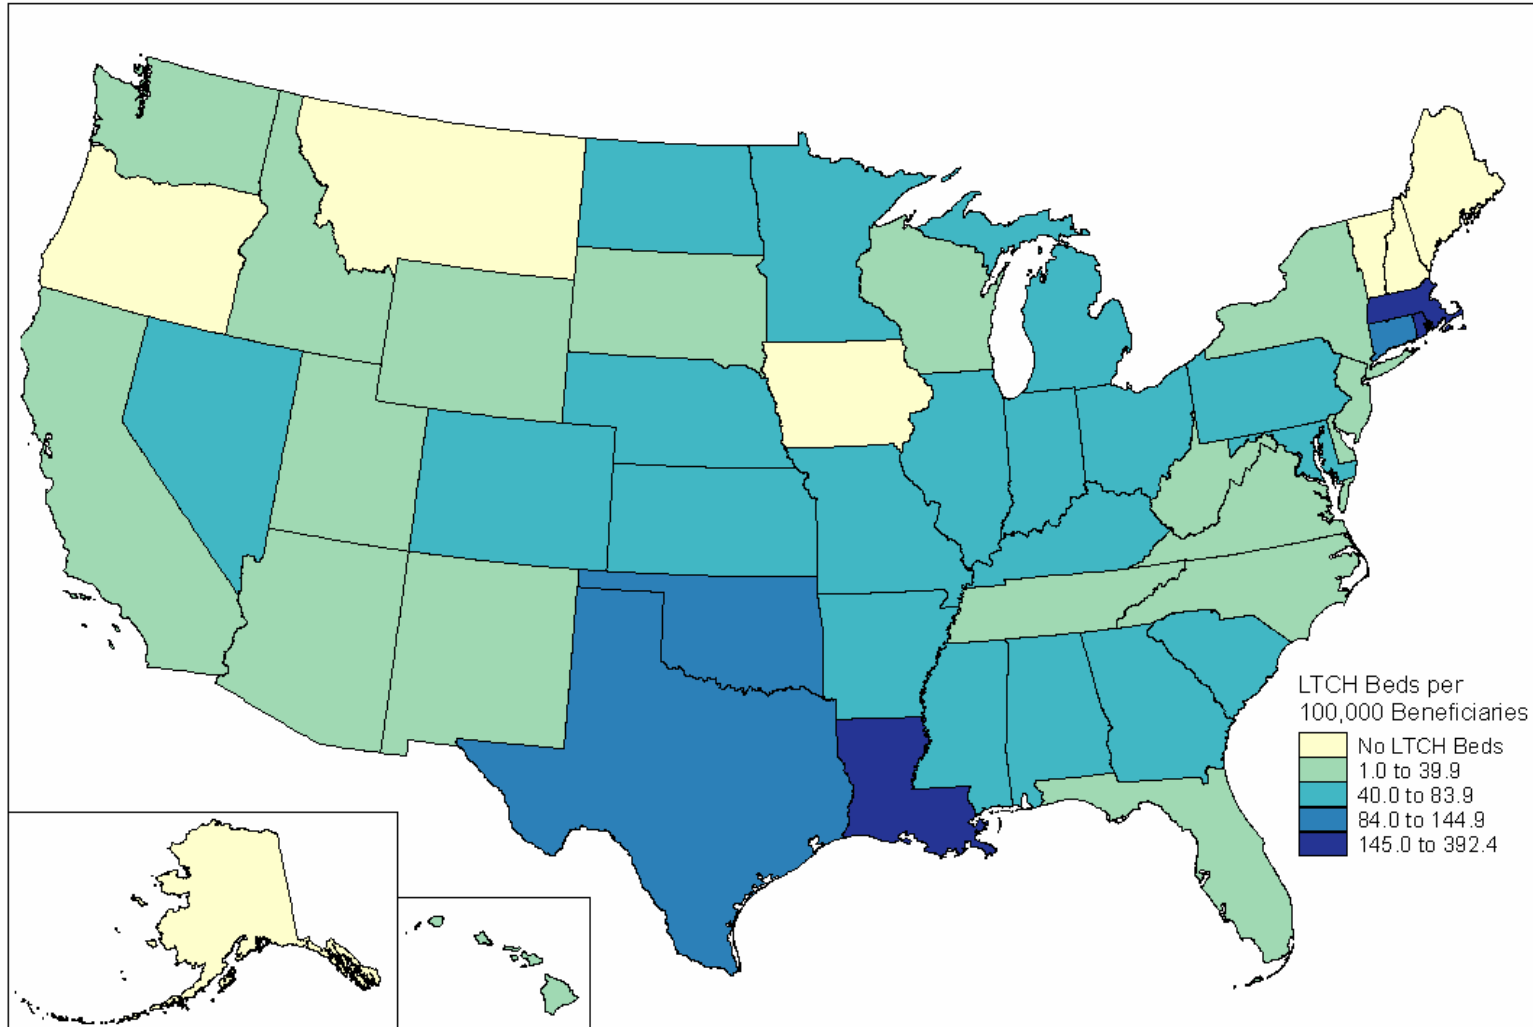 LTCH Beds per
100,000 Beneficiaries
No LTCH Beds
1.0 to 39.9
40.0 to 83.9
84.0 to 144.9
145.0 to 392.4